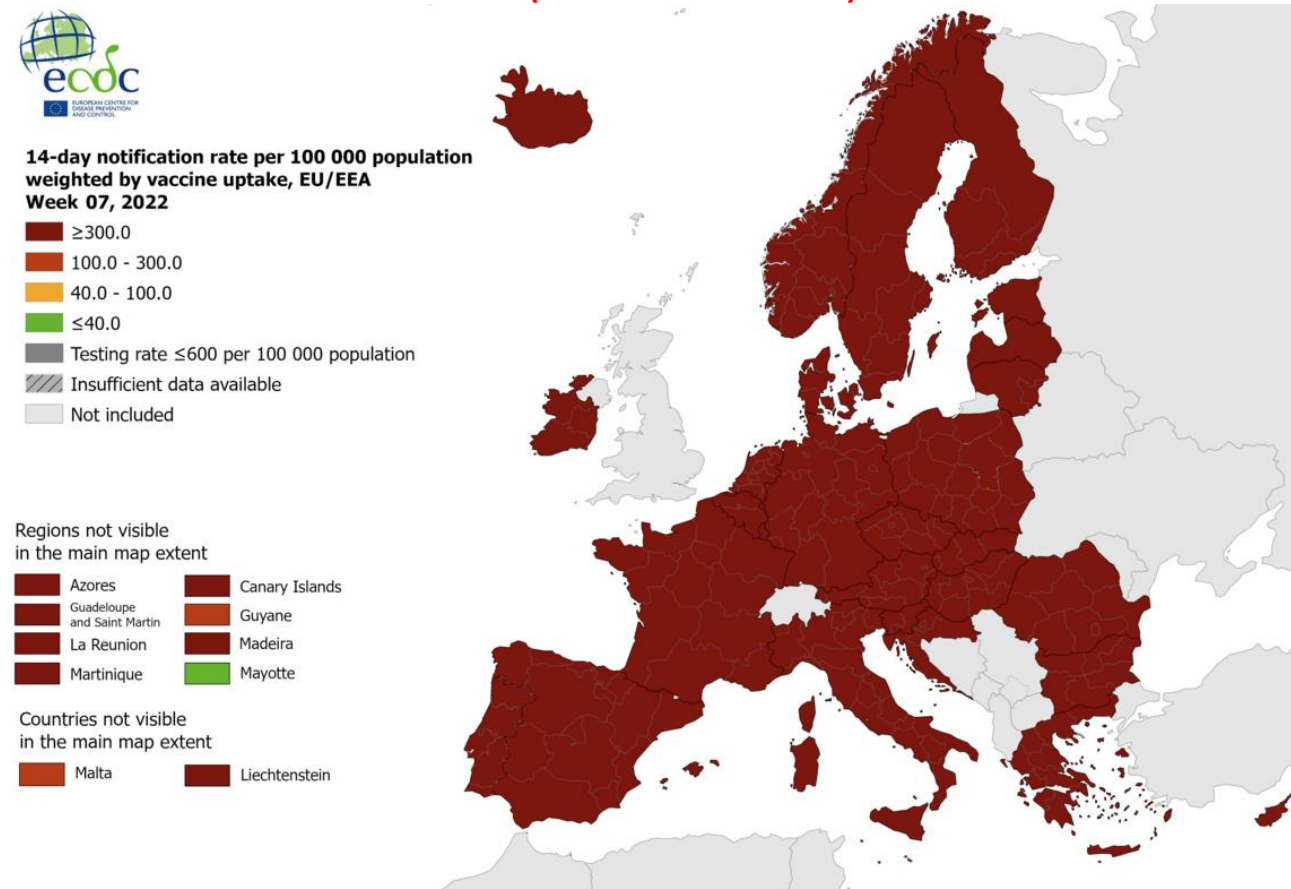 ecdc
EUROPEAN CENTRE FOR
DISEASE PREVENTION
AND CONTROL
14-day notification rate per 100 000 population
weighted by vaccine uptake, EU/EEA
Week 07, 2022
≥300.0
100.0 - 300.0
40.0 - 100.0
≤40.0
Testing rate ≤600 per 100 000 population
Insufficient data available
Not included
Regions not visible
in the main map extent
Azores
Canary Islands
Guadeloupe
and Saint Martin
Guyane
La Reunion
Madeira
Martinique
Mayotte
Countries not visible
in the main map extent
Malta
Liechtenstein